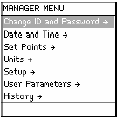 MANAGER MENU
Change ID and Password →
Date and Time →
Set Points →
Units →
Setup →
User Parameters →
History →